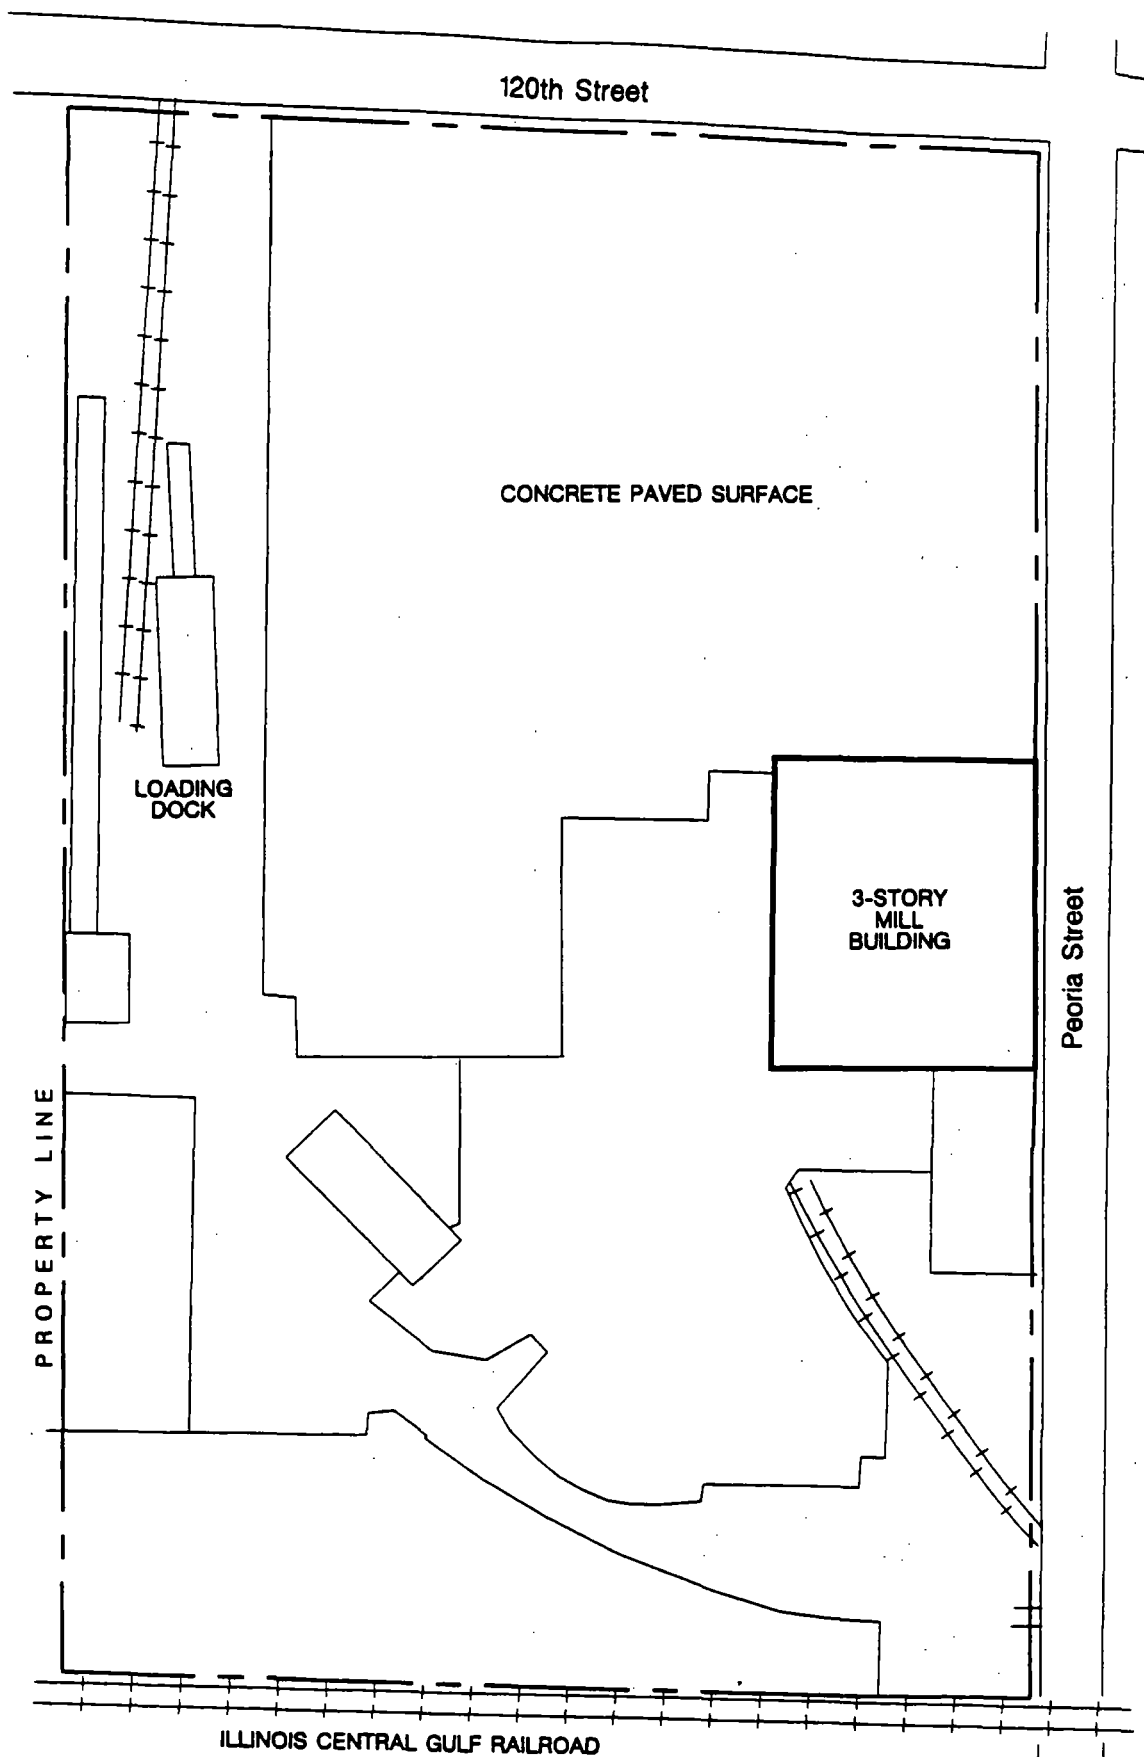 120th Street
CONCRETE PAVED SURFACE
LOADING
DOCK
3-STORY
MILL
BUILDING
Peoria Street
PROPERTY LINE
ILLINOIS CENTRAL GULF RAILROAD